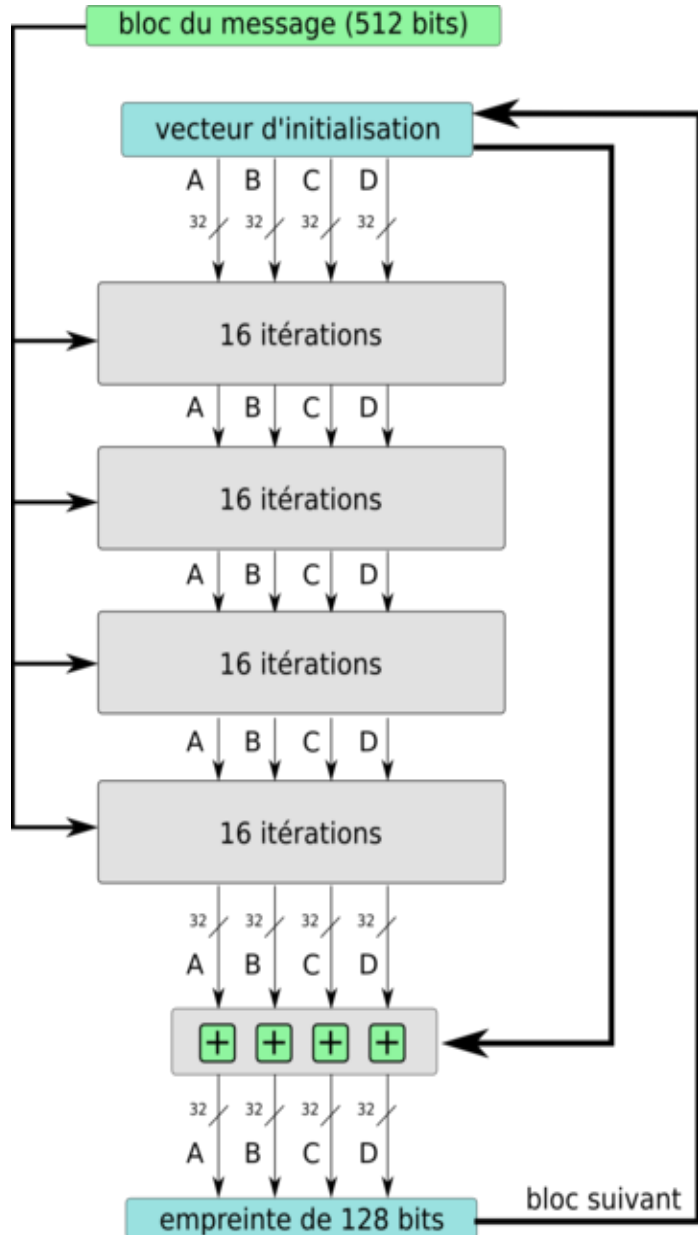 bloc du message (512 bits)
vecteur d'initialisation
A B C D
32 32 32 32
16 itérations
A B C D
16 itérations
A B C D
16 itérations
A B C D
16 itérations
32 32 32 32
A B C D
+ + + +
32 32 32 32
A B C D
bloc suivant
empreinte de 128 bits